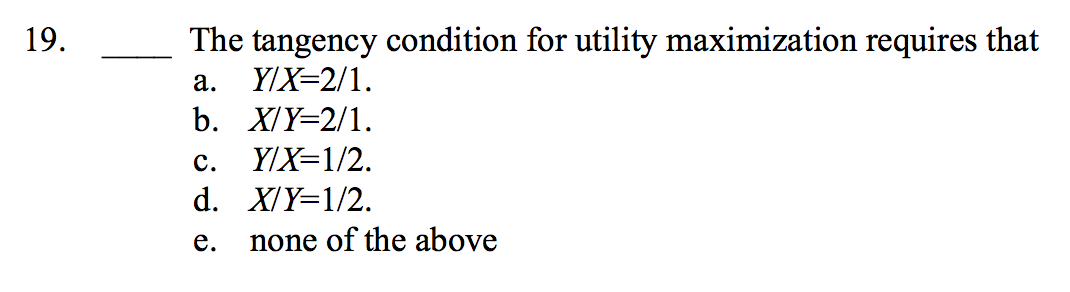 19. ____ The tangency condition for utility maximization requires that
a. Y/X=2/1.
b. X/Y=2/1.
c. Y/X=1/2.
d. X/Y=1/2.
e. none of the above